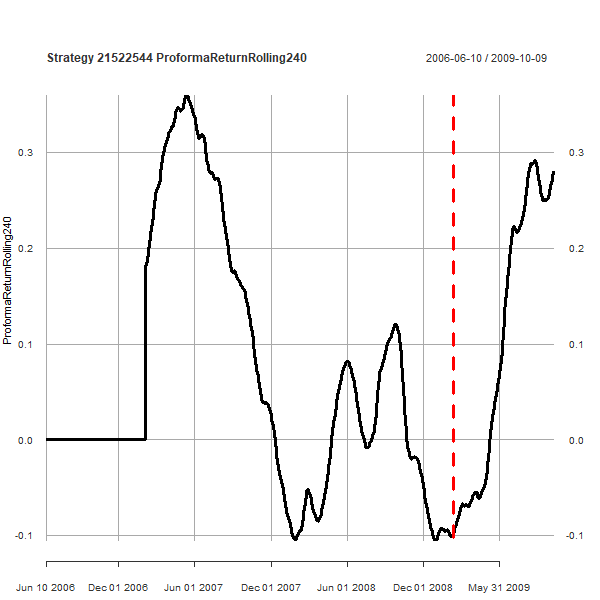 Strategy 21522544 ProformaReturnRolling240
2006-06-10 / 2009-10-09
ProformaReturnRolling240
0.3
0.2
0.1
0.0
-0.1
0.3
0.2
0.1
0.0
-0.1
Jun 10 2006
Dec 01 2006
Jun 01 2007
Dec 01 2007
Jun 01 2008
Dec 01 2008
May 31 2009